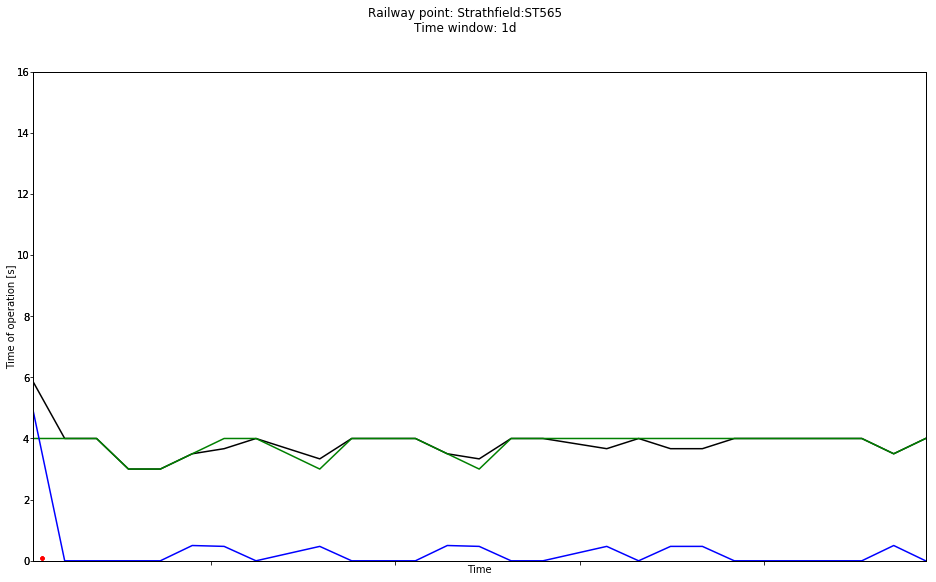 Railway point: Strathfield:ST565
Time window: 1d
16
14
12
10
8
6
4
2
0
Time of operation [s]
Time